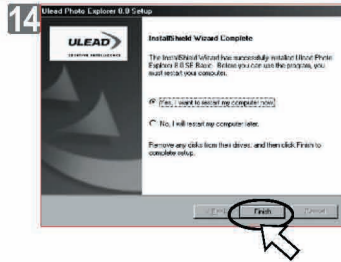 14
Ulead Photo Explorer 8.0 Setup
ULEAD
InstallShield Wizard Complete
The InstallShield Wizard has successfully installed Ulead Photo
Explorer 8.0 SE Basic. Before you can use the program, you
must restart your computer.
Yes, I want to restart my computer now.
No, I will restart my computer later.
Remove any disks from their drives, and then click Finish to
complete setup.
< Back Finish Cancel